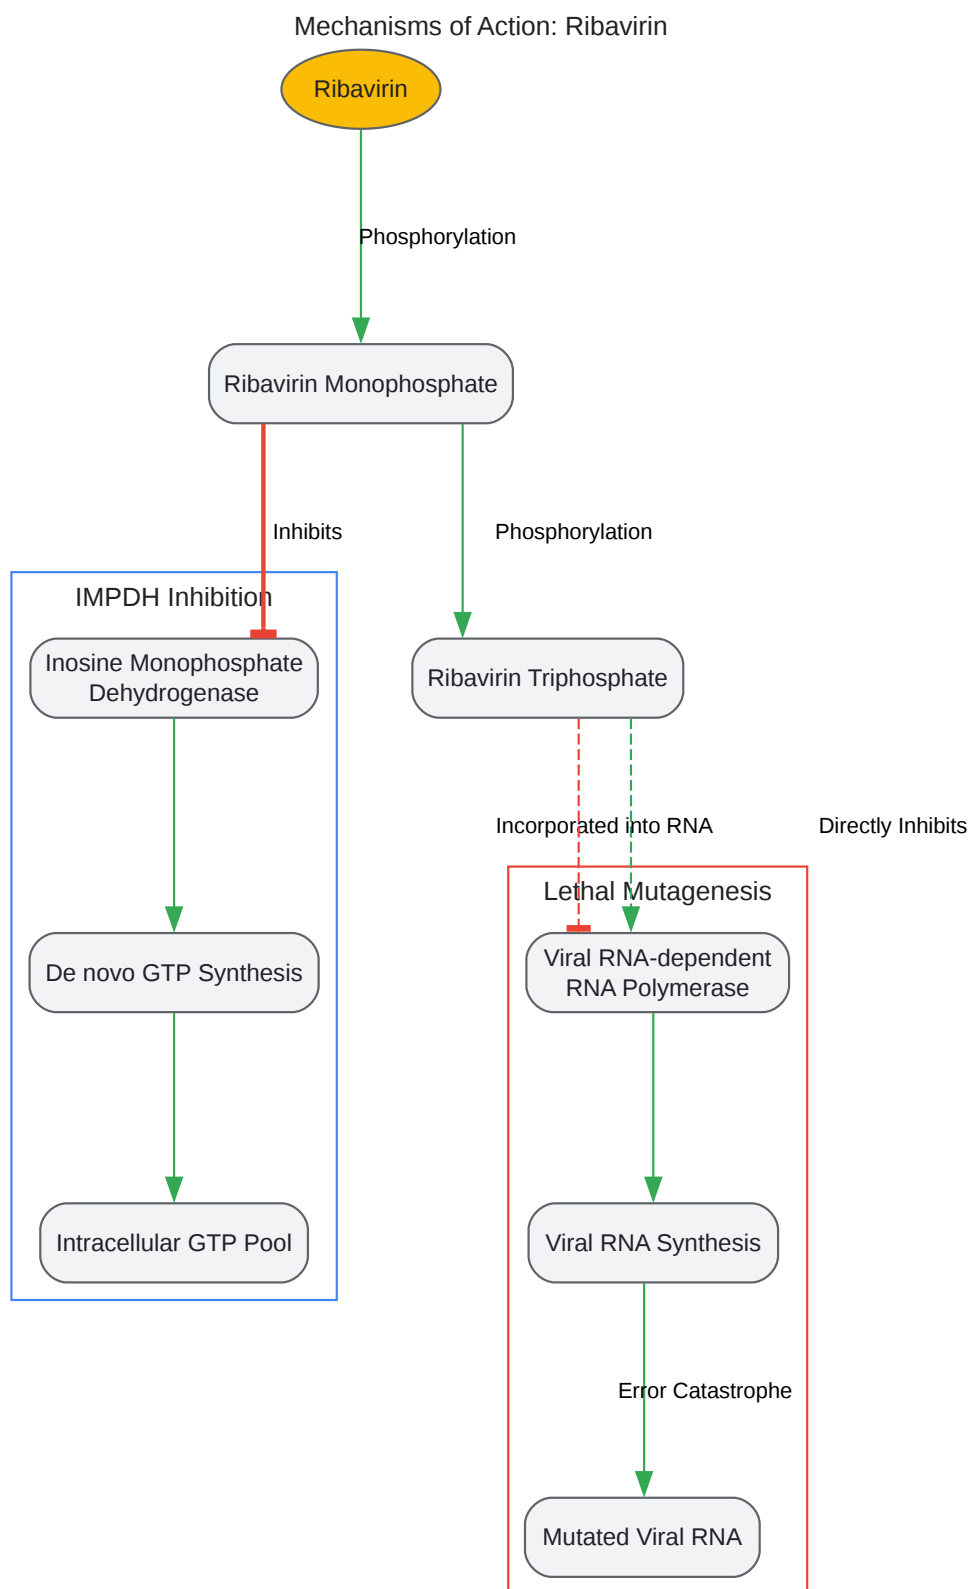 Mechanisms of Action: Ribavirin
Ribavirin
Phosphorylation
Ribavirin Monophosphate
Inhibits
Phosphorylation
IMPDH Inhibition
Inosine Monophosphate
Dehydrogenase
Ribavirin Triphosphate
Incorporated into RNA
Directly Inhibits
Lethal Mutagenesis
De novo GTP Synthesis
Viral RNA-dependent
RNA Polymerase
Intracellular GTP Pool
Viral RNA Synthesis
Error Catastrophe
Mutated Viral RNA